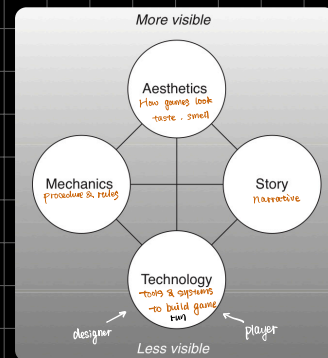 More visible
Aesthetics
How games look
taste . smell
Mechanics
procedure & rules
Story
narrative
Technology
tools & systems
to build game
run
designer
player
Less visible